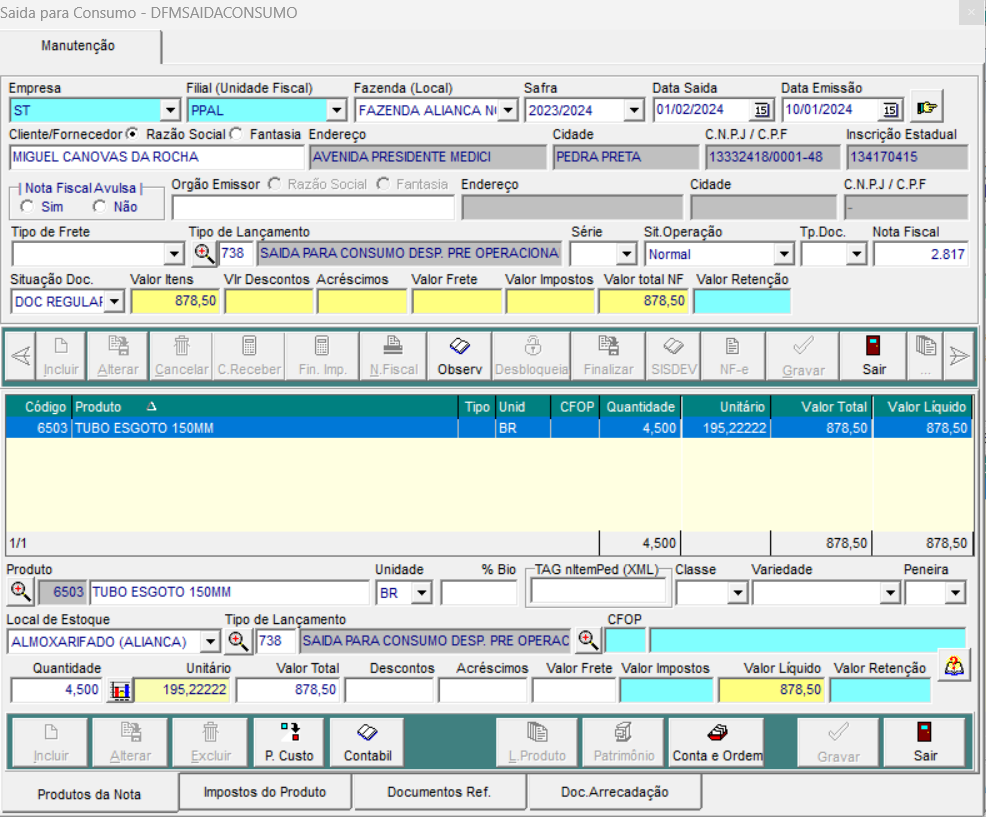 Saida para Consumo - DFMSAIDACONSUMO
Manutenção
Empresa Filial (Unidade Fiscal) Fazenda (Local) Safra Data Saida Data Emissão
ST PPAL FAZENDA ALIANCA 2023/2024 01/02/2024 15 10/01/2024 15
Cliente/Fornecedor Razão Social Fantasia Endereço Cidade C.N.P.J / C.P.F Inscrição Estadual
MIGUEL CANOVAS DA ROCHA AVENIDA PRESIDENTE MEDICI PEDRA PRETA 13332418/0001-48 134170415
Nota Fiscal Avulsa Orgão Emissor Razão Social Fantasia Endereço Cidade C.N.P.J / C.P.F
Sim Não -
Tipo de Frete Tipo de Lançamento Série Sit.Operação Tp.Doc. Nota Fiscal
738 SAIDA PARA CONSUMO DESP. PRE OPERACIONA Normal 2.817
Situação Doc. Valor Itens Vlr Descontos Acréscimos Valor Frete Valor Impostos Valor total NF Valor Retenção
DOC REGULAR 878,50 878,50
Incluir Alterar Cancelar C.Receber Fin. Imp. N.Fiscal Observ Desbloqueia Finalizar SISDEV NF-e Gravar Sair ...
Código Produto Tipo Unid CFOP Quantidade Unitário Valor Total Valor Líquido
6503 TUBO ESGOTO 150MM BR 4,500 195,22222 878,50 878,50
1/1 4,500 878,50 878,50
Produto Unidade % Bio TAG nItemPed (XML) Classe Variedade Peneira
6503 TUBO ESGOTO 150MM BR
Local de Estoque Tipo de Lançamento CFOP
ALMOXARIFADO (ALIANCA) 738 SAIDA PARA CONSUMO DESP. PRE OPERAC
Quantidade Unitário Valor Total Descontos Acréscimos Valor Frete Valor Impostos Valor Líquido Valor Retenção
4,500 195,22222 878,50 878,50
Incluir Alterar Excluir P. Custo Contabil L.Produto Patrimônio Conta e Ordem Gravar Sair
Produtos da Nota Impostos do Produto Documentos Ref. Doc.Arrecadação